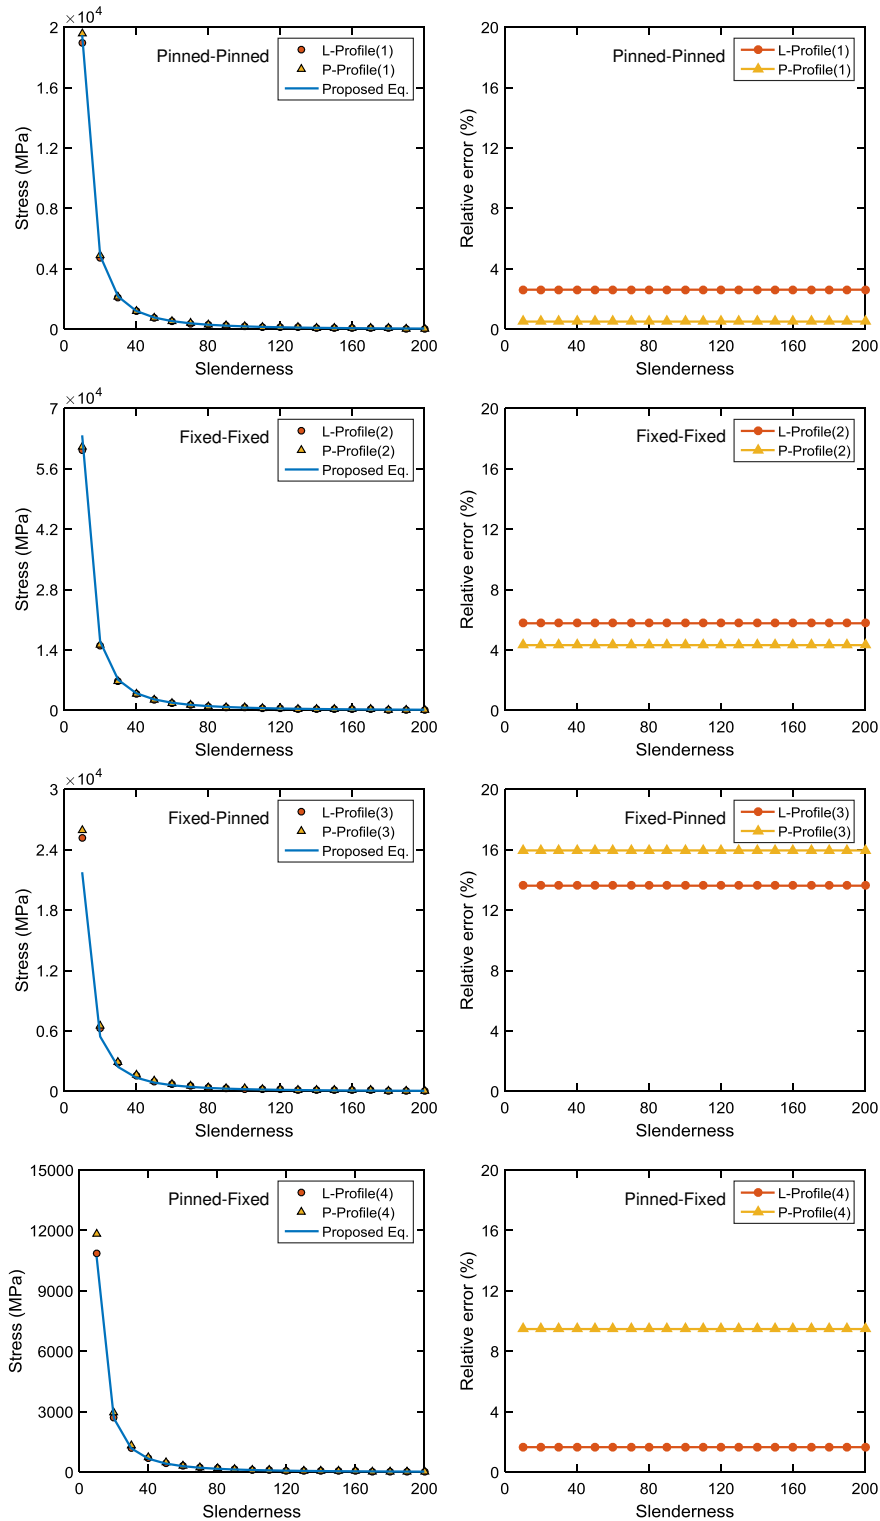 ×10⁴
2
1.6
1.2
0.8
0.4
0
0 40 80 120 160 200
Stress (MPa)
Slenderness
Pinned-Pinned
L-Profile(1)
P-Profile(1)
Proposed Eq.
20
16
12
8
4
0
0 40 80 120 160 200
Relative error (%)
Slenderness
Pinned-Pinned
L-Profile(1)
P-Profile(1)
×10⁴
7
5.6
4.2
2.8
1.4
0
0 40 80 120 160 200
Stress (MPa)
Slenderness
Fixed-Fixed
L-Profile(2)
P-Profile(2)
Proposed Eq.
20
16
12
8
4
0
0 40 80 120 160 200
Relative error (%)
Slenderness
Fixed-Fixed
L-Profile(2)
P-Profile(2)
×10⁴
3
2.4
1.8
1.2
0.6
0
0 40 80 120 160 200
Stress (MPa)
Slenderness
Fixed-Pinned
L-Profile(3)
P-Profile(3)
Proposed Eq.
20
16
12
8
4
0
0 40 80 120 160 200
Relative error (%)
Slenderness
Fixed-Pinned
L-Profile(3)
P-Profile(3)
15000
12000
9000
6000
3000
0
0 40 80 120 160 200
Stress (MPa)
Slenderness
Pinned-Fixed
L-Profile(4)
P-Profile(4)
Proposed Eq.
20
16
12
8
4
0
0 40 80 120 160 200
Relative error (%)
Slenderness
Pinned-Fixed
L-Profile(4)
P-Profile(4)